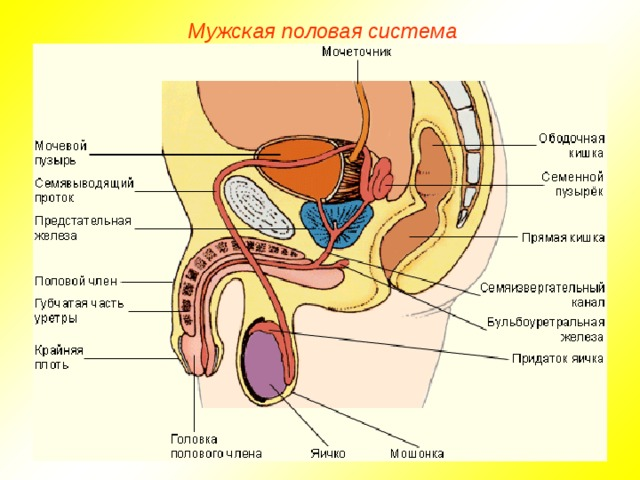 Мужская половая система
Мочеточник
Мочевой
пузырь
Семявыводящий
проток
Предстательная
железа
Половой член
Губчатая часть
уретры
Крайняя
плоть
Ободочная
кишка
Семенной
пузырёк
Прямая кишка
Семяизвергательный
канал
Бульбоуретральная
железа
Придаток яичка
Головка
полового члена
Яичко
Мошонка